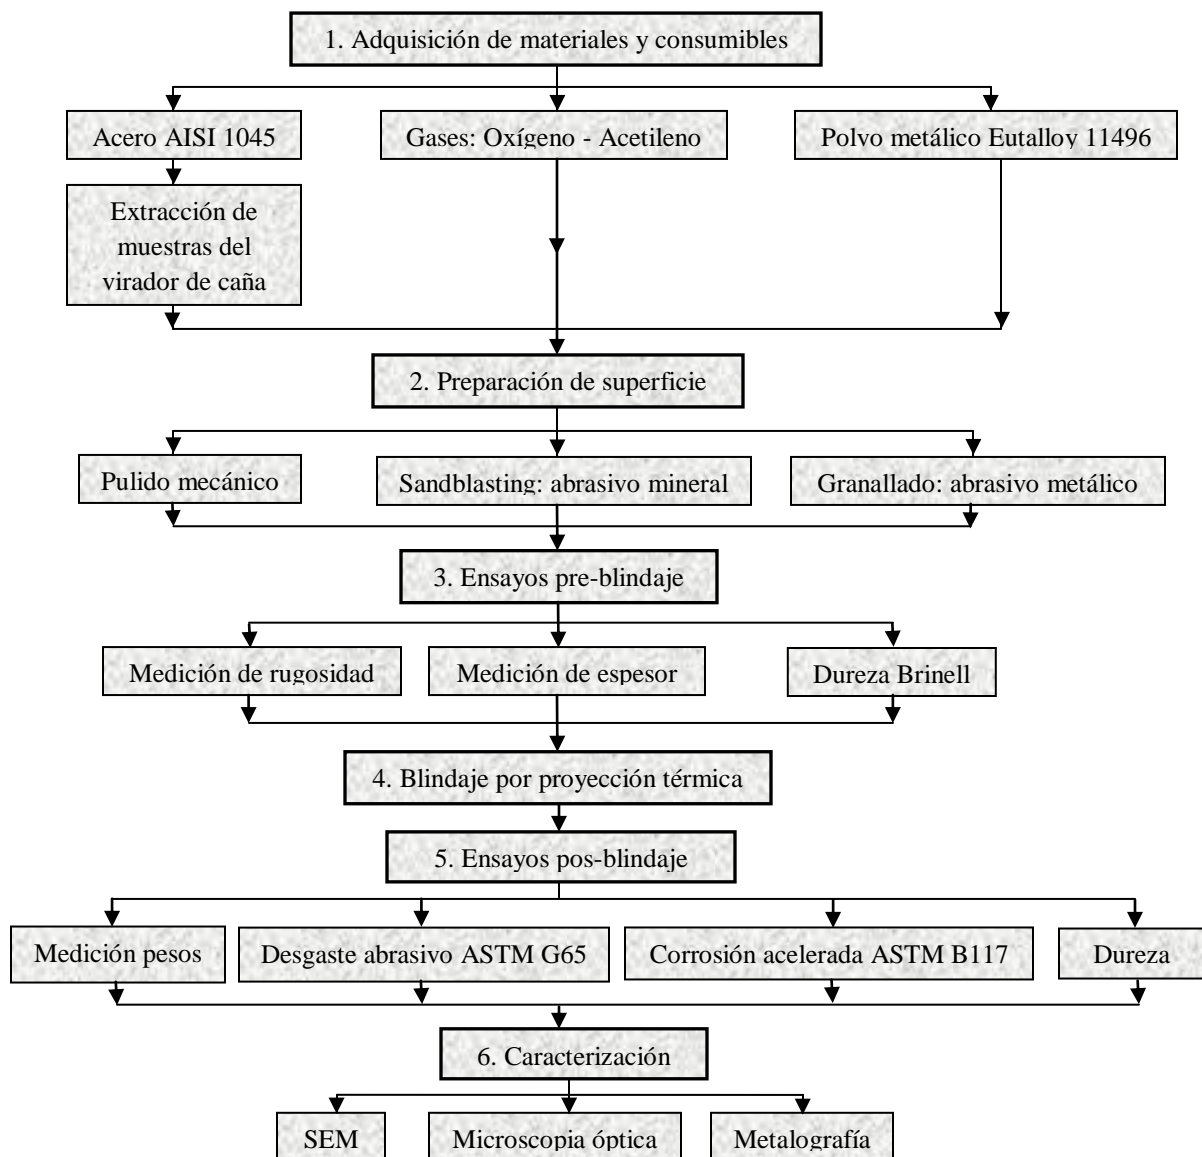 1. Adquisición de materiales y consumibles
Acero AISI 1045
Gases: Oxígeno - Acetileno
Polvo metálico Eutalloy 11496
Extracción de
muestras del
virador de caña
2. Preparación de superficie
Pulido mecánico
Sandblasting: abrasivo mineral
Granallado: abrasivo metálico
3. Ensayos pre-blindaje
Medición de rugosidad
Medición de espesor
Dureza Brinell
4. Blindaje por proyección térmica
5. Ensayos pos-blindaje
Medición pesos
Desgaste abrasivo ASTM G65
Corrosión acelerada ASTM B117
Dureza
6. Caracterización
SEM
Microscopia óptica
Metalografía